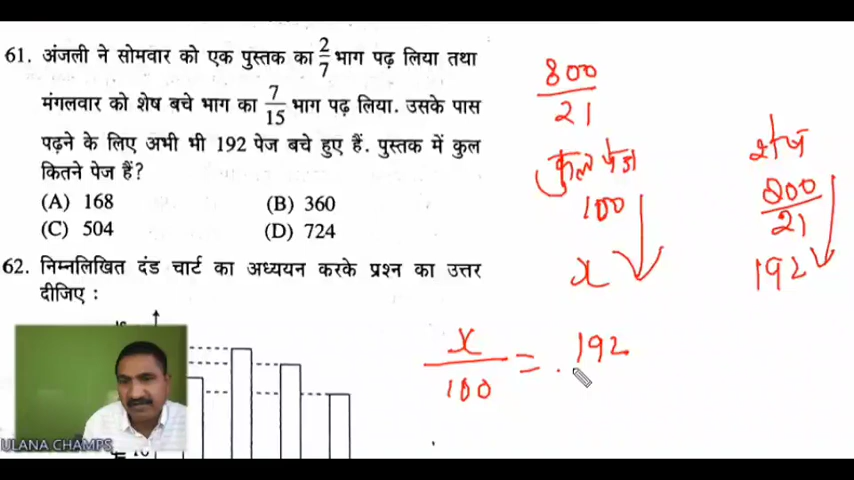 61. अंजली ने सोमवार को एक पुस्तक का 2/7 भाग पढ़ लिया तथा
मंगलवार को शेष बचे भाग का 7/15 भाग पढ़ लिया. उसके पास
पढ़ने के लिए अभी भी 192 पेज बचे हुए हैं. पुस्तक में कुल
कितने पेज हैं?
(A) 168 (B) 360
(C) 504 (D) 724
62. निम्नलिखित दंड चार्ट का अध्ययन करके प्रश्न का उत्तर
दीजिए :
800/21
कुल पेज शेष
100 800/21
x 192
x/100 = 192
ULANA CHAMPS
10